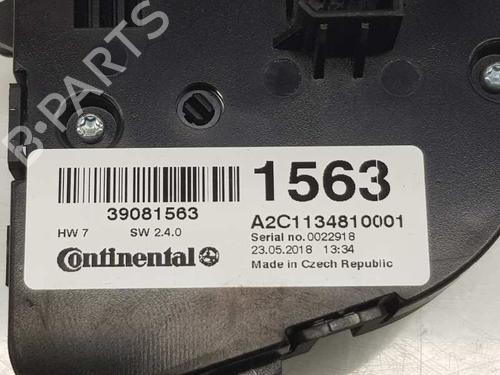 B-PARTS
1563
39081563
HW 7 SW 2.4.0
A2C1134810001
Serial no.0022918
23.05.2018 13:34
Made in Czech Republic
Continental